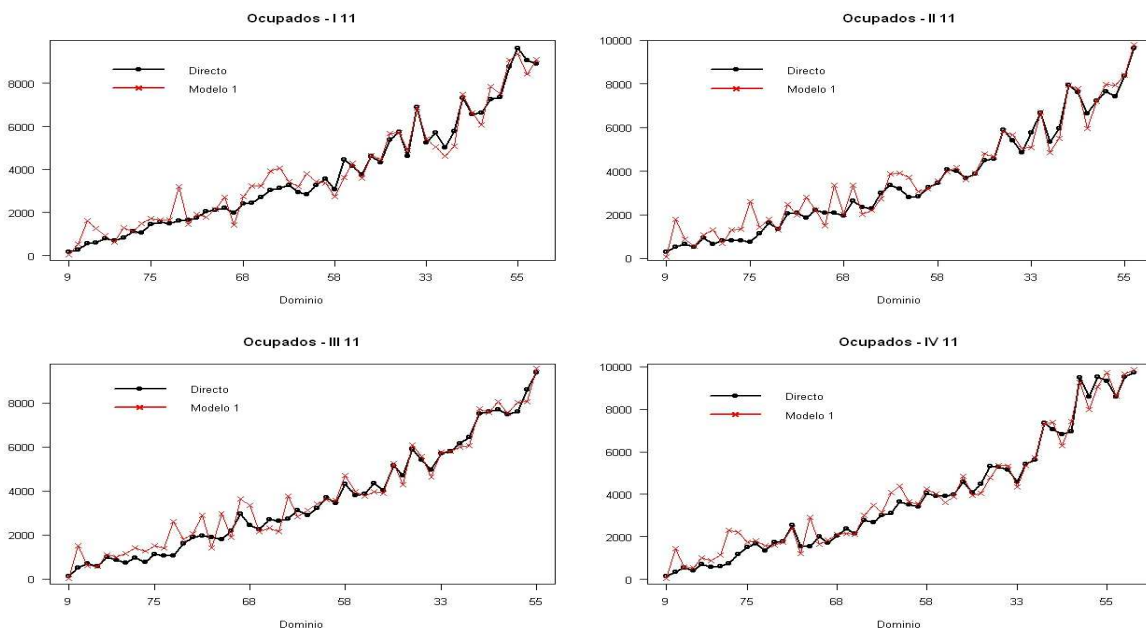 Ocupados - I 11
Directo
Modelo 1
8000
6000
4000
2000
0
9 75 68 58 33 55
Dominio
Ocupados - II 11
Directo
Modelo 1
10000
8000
6000
4000
2000
0
9 75 68 58 33 55
Dominio
Ocupados - III 11
Directo
Modelo 1
8000
6000
4000
2000
0
9 75 68 58 33 55
Dominio
Ocupados - IV 11
Directo
Modelo 1
10000
8000
6000
4000
2000
0
9 75 68 58 33 55
Dominio